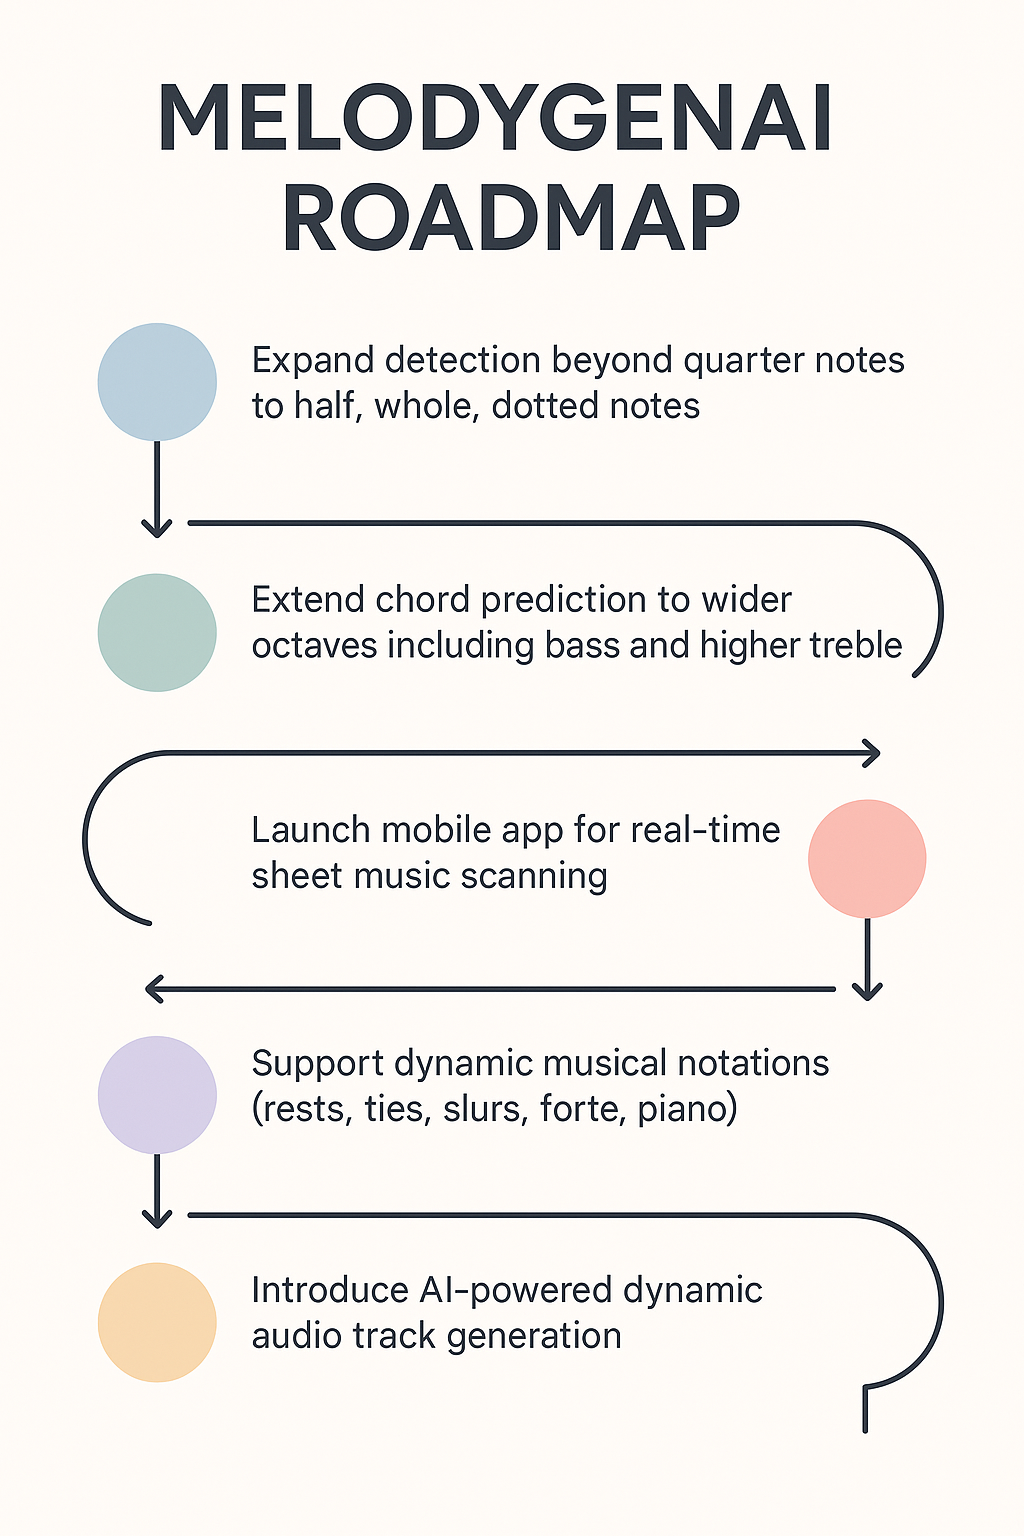 MELODYGENAI
ROADMAP
Expand detection beyond quarter notes
to half, whole, dotted notes
Extend chord prediction to wider
octaves including bass and higher treble
Launch mobile app for real-time
sheet music scanning
Support dynamic musical notations
(rests, ties, slurs, forte, piano)
Introduce AI-powered dynamic
audio track generation